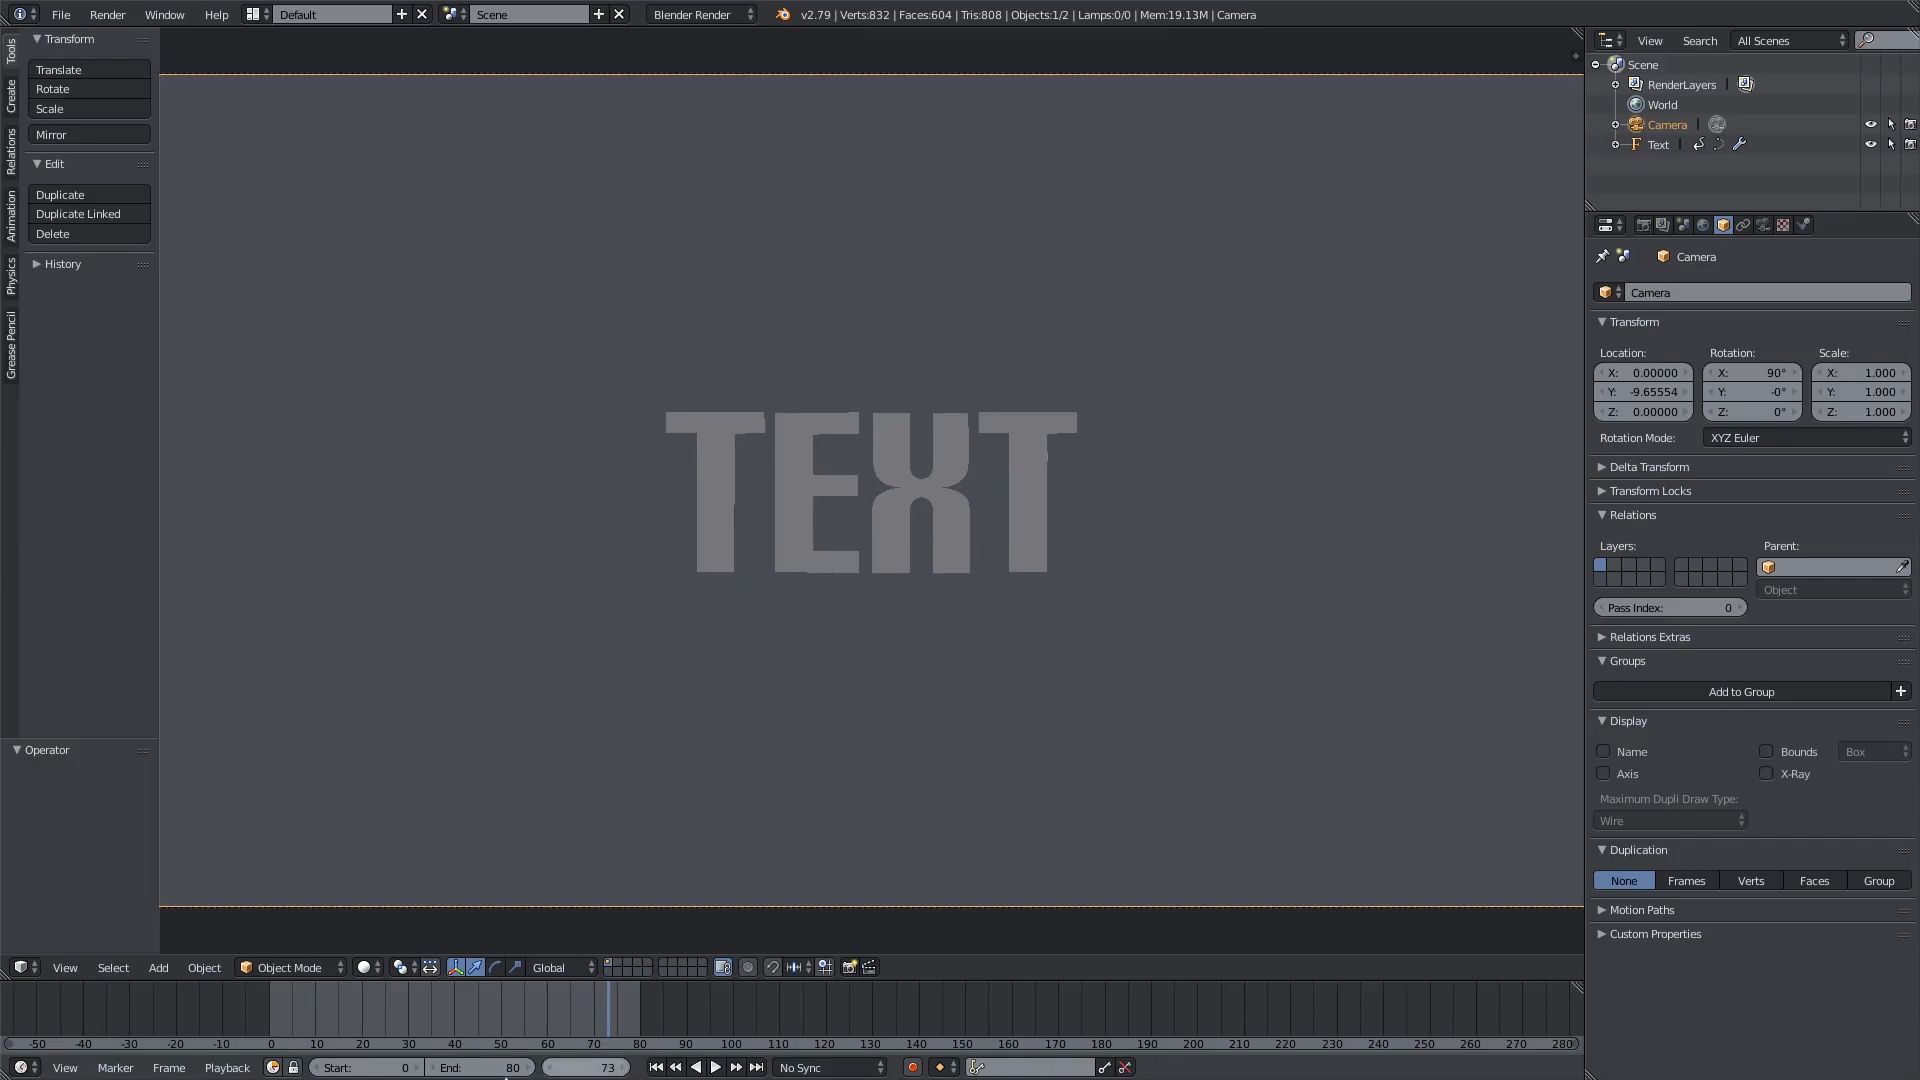 File Render Window Help Default Scene Blender Render v2.79 | Verts:832 | Faces:604 | Tris:808 | Objects:1/2 | Lamps:0/0 | Mem:19.13M | Camera
Tools
Create
Relations
Animation
Physics
Grease Pencil
Transform
Translate
Rotate
Scale
Mirror
Edit
Duplicate
Duplicate Linked
Delete
History
Operator
TEXT
View Search All Scenes
Scene
RenderLayers
World
Camera
Text
Camera
Camera
Transform
Location: Rotation: Scale:
X: 0.00000 X: 90° X: 1.000
Y: -9.65554 Y: -0° Y: 1.000
Z: 0.00000 Z: 0° Z: 1.000
Rotation Mode: XYZ Euler
Delta Transform
Transform Locks
Relations
Layers: Parent:
Object
Pass Index: 0
Relations Extras
Groups
Add to Group
Display
Name Bounds Box
Axis X-Ray
Maximum Dupli Draw Type:
Wire
Duplication
None Frames Verts Faces Group
Motion Paths
Custom Properties
View Select Add Object Object Mode Global
-50 -40 -30 -20 -10 0 10 20 30 40 50 60 70 80 90 100 110 120 130 140 150 160 170 180 190 200 210 220 230 240 250 260 270 280
View Marker Frame Playback Start: 0 End: 80 73 No Sync